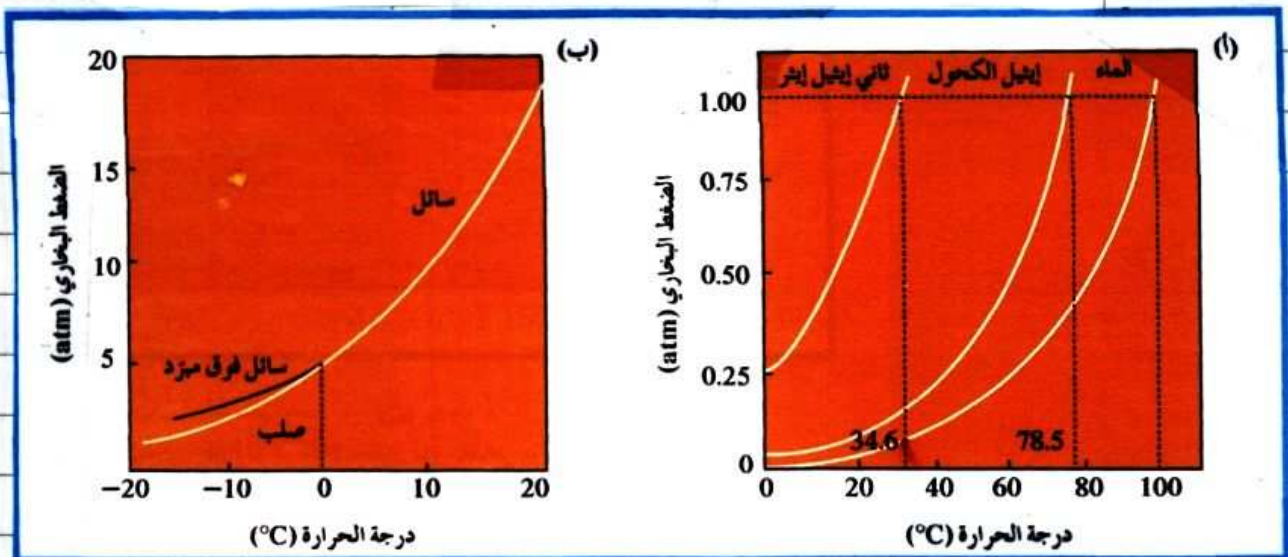 (أ)
الماء
إيثيل الكحول
ثاني إيثيل إيثر
الضغط البخاري (atm)
1.00
0.75
0.50
0.25
0
34.6
78.5
0 20 40 60 80 100
درجة الحرارة (°C)
(ب)
الضغط البخاري (atm)
20
15
10
5
سائل
سائل فوق مبرّد
صلب
−20 −10 0 10 20
درجة الحرارة (°C)